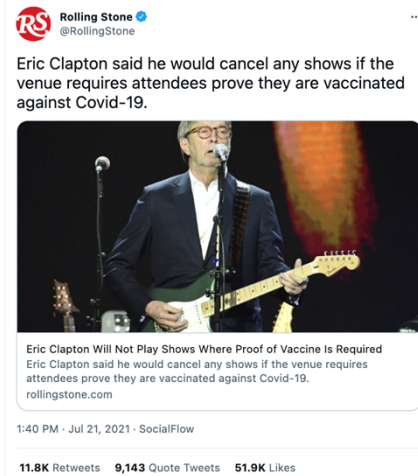 RS
Rolling Stone
@RollingStone
Eric Clapton said he would cancel any shows if the
venue requires attendees prove they are vaccinated
against Covid-19.
Eric Clapton Will Not Play Shows Where Proof of Vaccine Is Required
Eric Clapton said he would cancel any shows if the venue requires
attendees prove they are vaccinated against Covid-19.
rollingstone.com
1:40 PM · Jul 21, 2021 · SocialFlow
11.8K Retweets 9,143 Quote Tweets 51.9K Likes